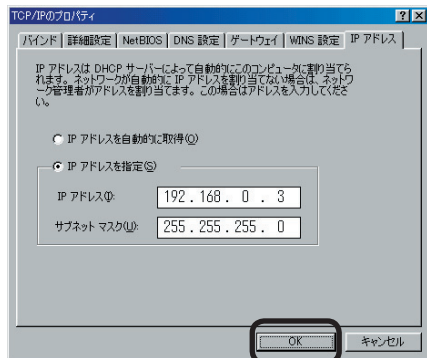 TCP/IPのプロパティ
バインド 詳細設定 NetBIOS DNS 設定 ゲートウェイ WINS 設定 IP アドレス
IP アドレスは DHCP サーバーによって自動的にこのコンピュータに割り当てら
れます。ネットワークが自動的に IP アドレスを割り当てない場合は、ネットワ
ーク管理者がアドレスを割り当てます。この場合はアドレスを入力してくださ
い。
IP アドレスを自動的に取得(O)
IP アドレスを指定(S)
IP アドレス(I): 192 . 168 . 0 . 3
サブネット マスク(U): 255 . 255 . 255 . 0
OK キャンセル